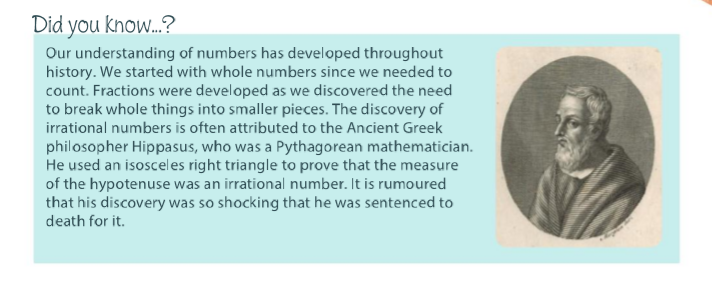 Did you know...?
Our understanding of numbers has developed throughout
history. We started with whole numbers since we needed to
count. Fractions were developed as we discovered the need
to break whole things into smaller pieces. The discovery of
irrational numbers is often attributed to the Ancient Greek
philosopher Hippasus, who was a Pythagorean mathematician.
He used an isosceles right triangle to prove that the measure
of the hypotenuse was an irrational number. It is rumoured
that his discovery was so shocking that he was sentenced to
death for it.